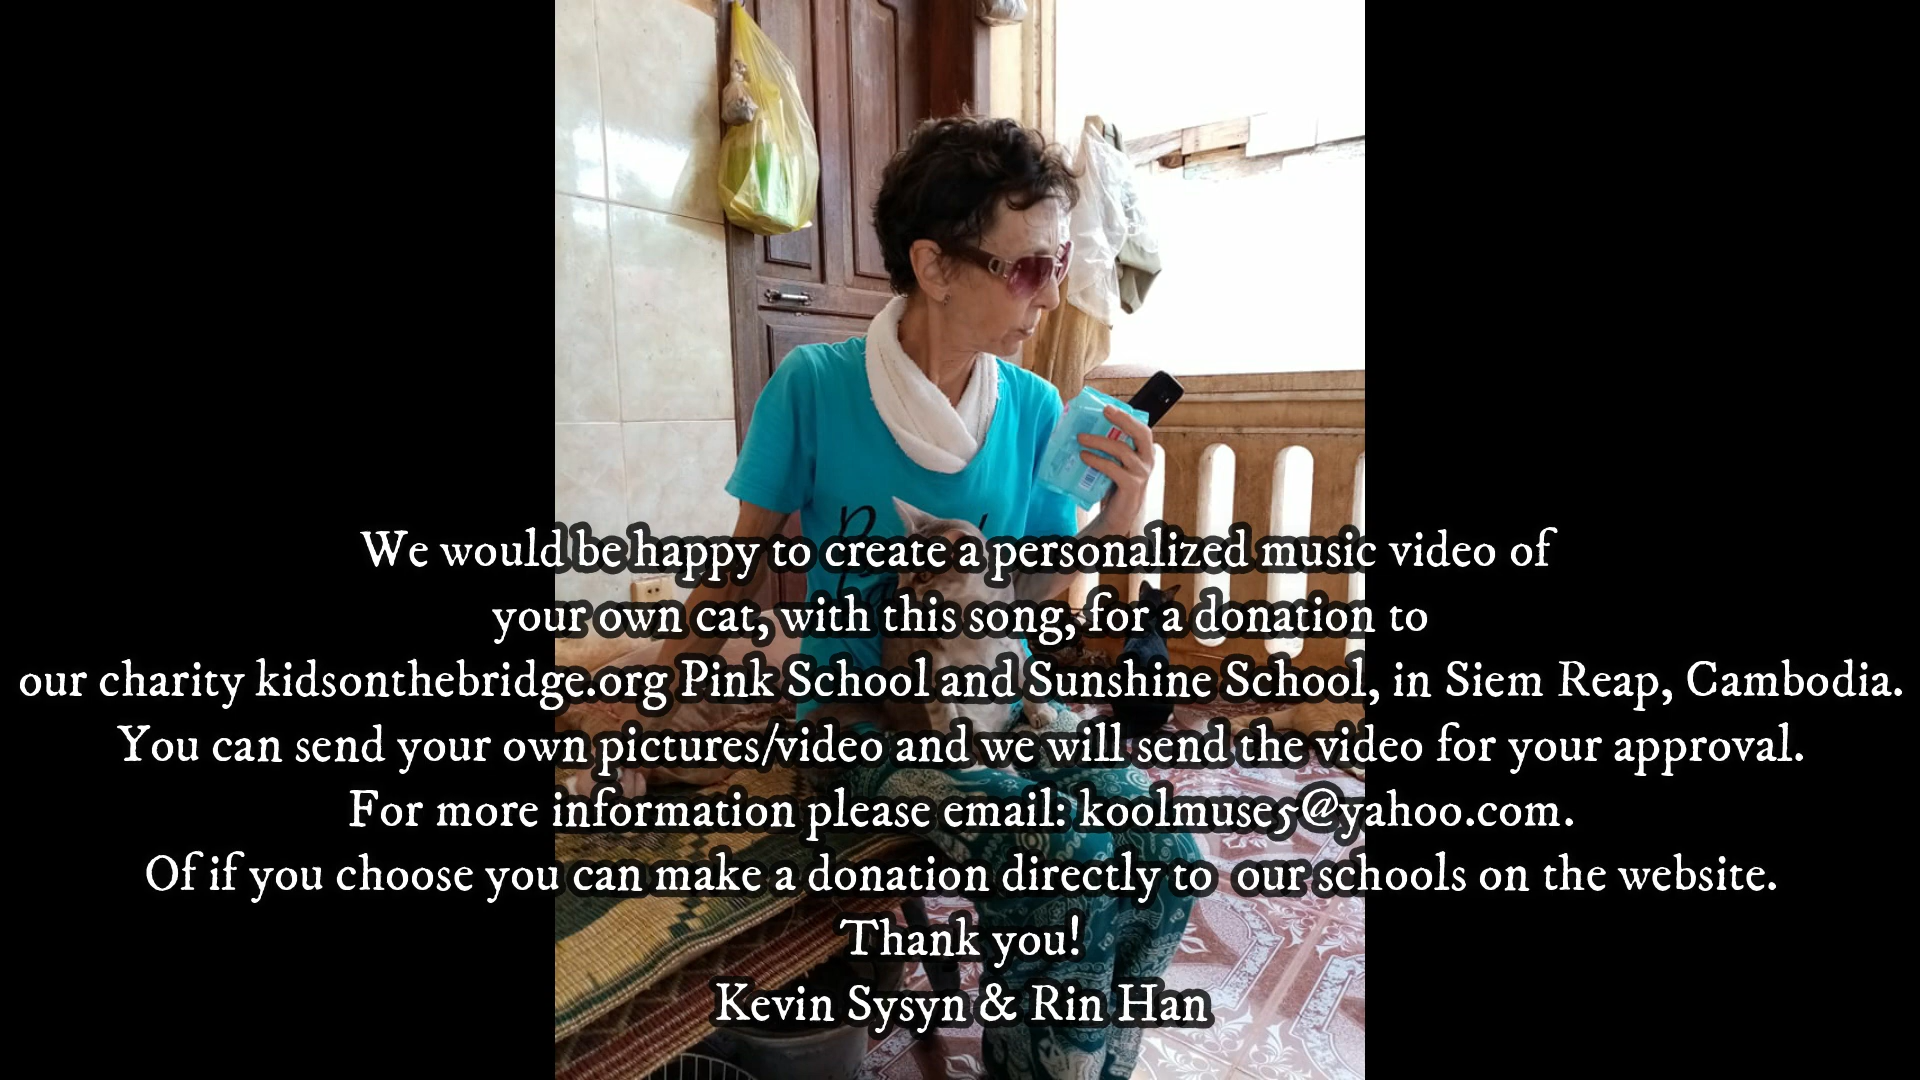 We would be happy to create a personalized music video of
your own cat, with this song, for a donation to
our charity kidsonthebridge.org Pink School and Sunshine School, in Siem Reap, Cambodia.
You can send your own pictures/video and we will send the video for your approval.
For more information please email: koolmuse5@yahoo.com.
Of if you choose you can make a donation directly to our schools on the website.
Thank you!
Kevin Sysyn & Rin Han